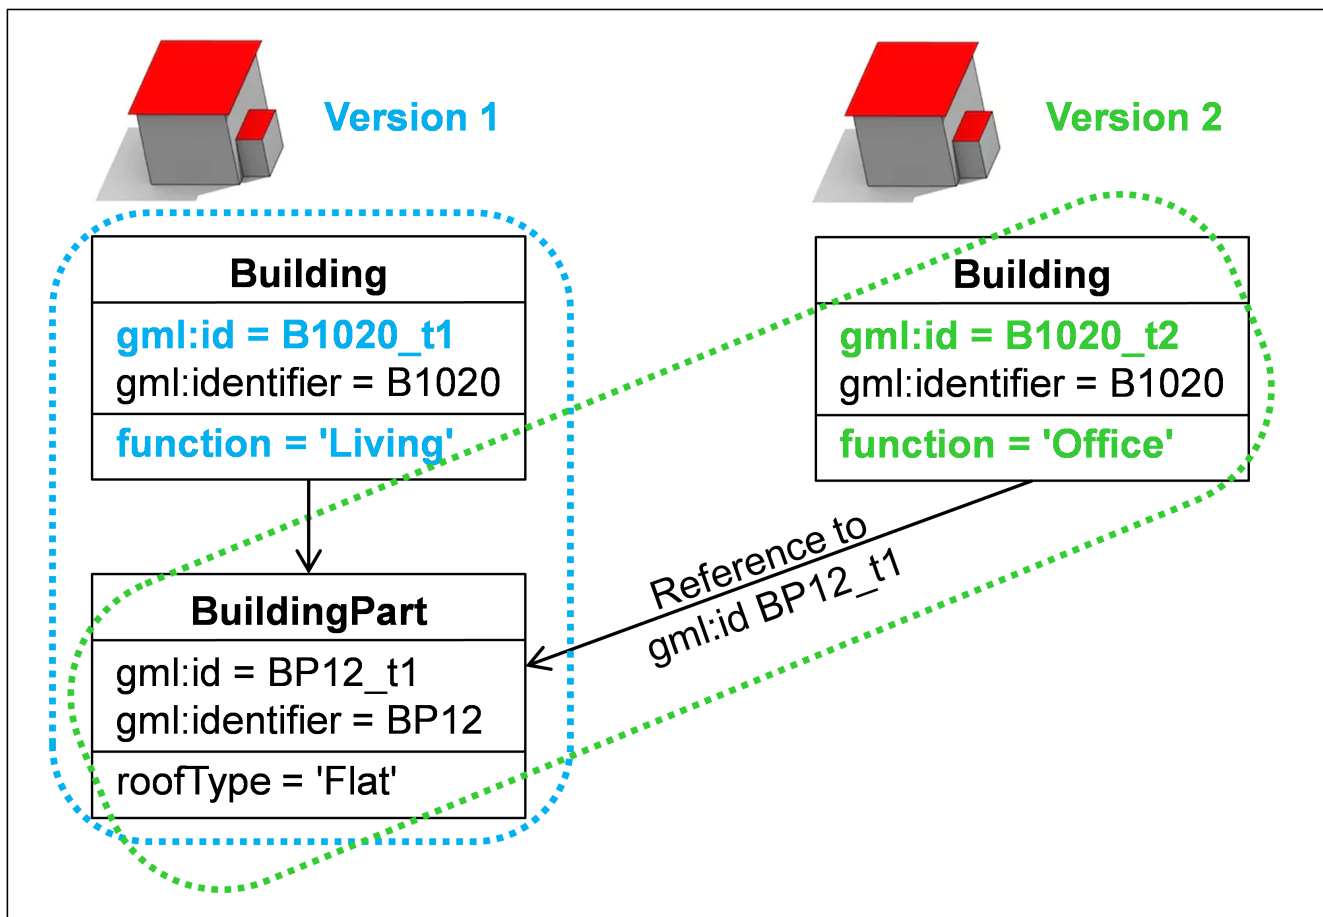 Version 1
Version 2
Building
gml:id = B1020_t1
gml:identifier = B1020
function = 'Living'
Building
gml:id = B1020_t2
gml:identifier = B1020
function = 'Office'
Reference to
gml:id BP12_t1
BuildingPart
gml:id = BP12_t1
gml:identifier = BP12
roofType = 'Flat'